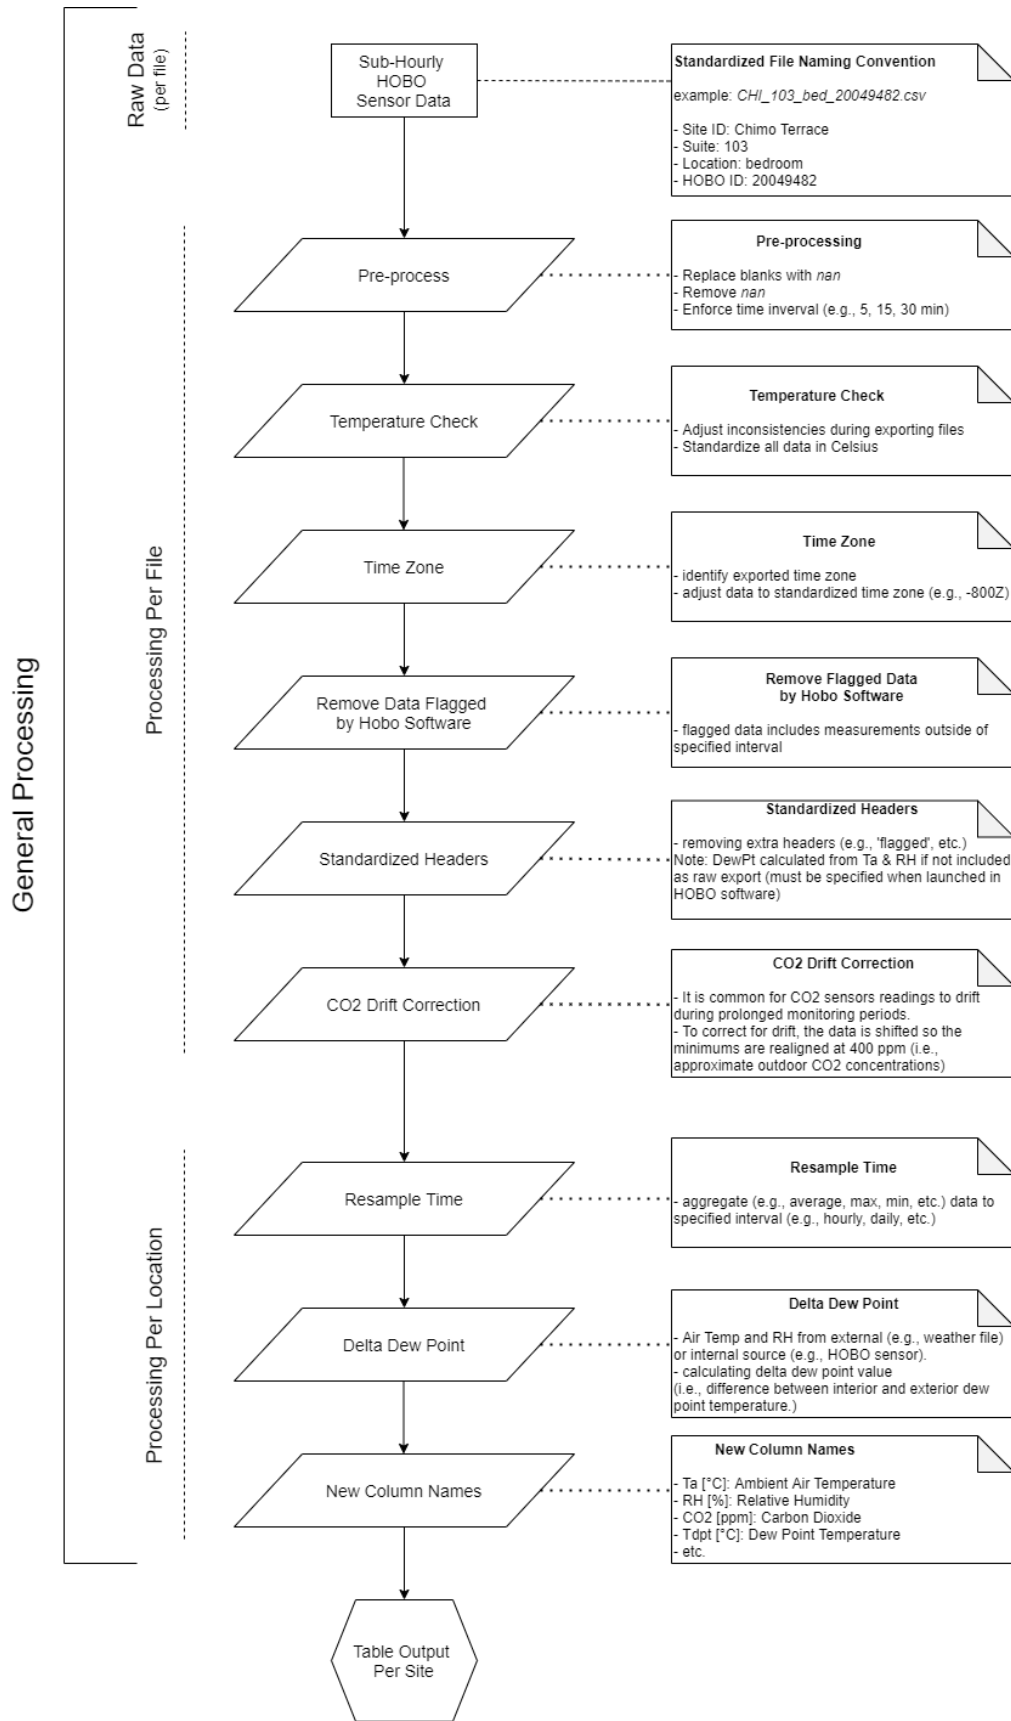 General Processing
Raw Data
(per file)
Sub-Hourly
HOBO
Sensor Data
Standardized File Naming Convention
example: CHI_103_bed_20049482.csv
- Site ID: Chimo Terrace
- Suite: 103
- Location: bedroom
- HOBO ID: 20049482
Processing Per File
Pre-process
Pre-processing
- Replace blanks with nan
- Remove nan
- Enforce time inverval (e.g., 5, 15, 30 min)
Temperature Check
Temperature Check
- Adjust inconsistencies during exporting files
- Standardize all data in Celsius
Time Zone
Time Zone
- identify exported time zone
- adjust data to standardized time zone (e.g., -800Z)
Remove Data Flagged
by Hobo Software
Remove Flagged Data
by Hobo Software
- flagged data includes measurements outside of
specified interval
Standardized Headers
Standardized Headers
- removing extra headers (e.g., 'flagged', etc.)
Note: DewPt calculated from Ta & RH if not included
as raw export (must be specified when launched in
HOBO software)
CO2 Drift Correction
CO2 Drift Correction
- It is common for CO2 sensors readings to drift
during prolonged monitoring periods.
- To correct for drift, the data is shifted so the
minimums are realigned at 400 ppm (i.e.,
approximate outdoor CO2 concentrations)
Processing Per Location
Resample Time
Resample Time
- aggregate (e.g., average, max, min, etc.) data to
specified interval (e.g., hourly, daily, etc.)
Delta Dew Point
Delta Dew Point
- Air Temp and RH from external (e.g., weather file)
or internal source (e.g., HOBO sensor).
- calculating delta dew point value
(i.e., difference between interior and exterior dew
point temperature.)
New Column Names
New Column Names
- Ta [°C]: Ambient Air Temperature
- RH [%]: Relative Humidity
- CO2 [ppm]: Carbon Dioxide
- Tdpt [°C]: Dew Point Temperature
- etc.
Table Output
Per Site